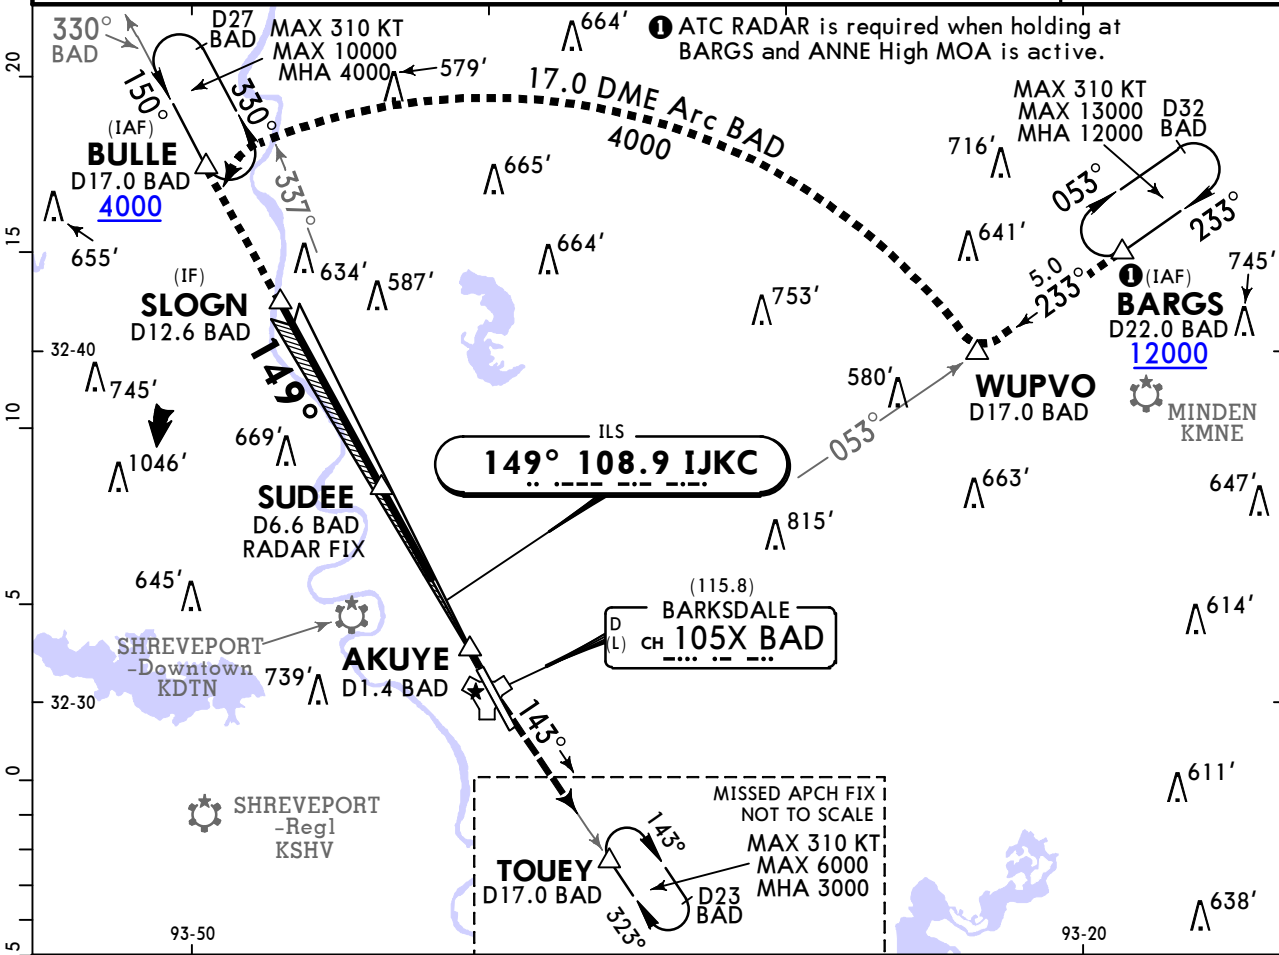 330°
BAD
D27
BAD
MAX 310 KT
MAX 10000
MHA 4000
150°
330°
(IAF)
BULLE
D17.0 BAD
4000
579'
664'
❶ ATC RADAR is required when holding at
BARGS and ANNE High MOA is active.
17.0 DME Arc BAD
4000
MAX 310 KT
MAX 13000
MHA 12000
D32
BAD
716'
053°
233°
665'
337°
655'
634'
587'
664'
641'
5.0
233°
745'
❶ (IAF)
BARGS
D22.0 BAD
12000
753'
(IF)
SLOGN
D12.6 BAD
149°
32-40
745'
1046'
669'
580'
WUPVO
D17.0 BAD
MINDEN
KMNE
053°
ILS
149° 108.9 IJKC
SUDEE
D6.6 BAD
RADAR FIX
815'
663'
647'
645'
SHREVEPORT
-Downtown
KDTN
(115.8)
BARKSDALE
D
(L)
CH 105X BAD
614'
AKUYE
D1.4 BAD
739'
32-30
143°
611'
SHREVEPORT
-Regl
KSHV
MISSED APCH FIX
NOT TO SCALE
MAX 310 KT
MAX 6000
MHA 3000
143°
TOUEY
D17.0 BAD
D23
BAD
323°
638'
93-50
93-20
20
15
10
5
0
5